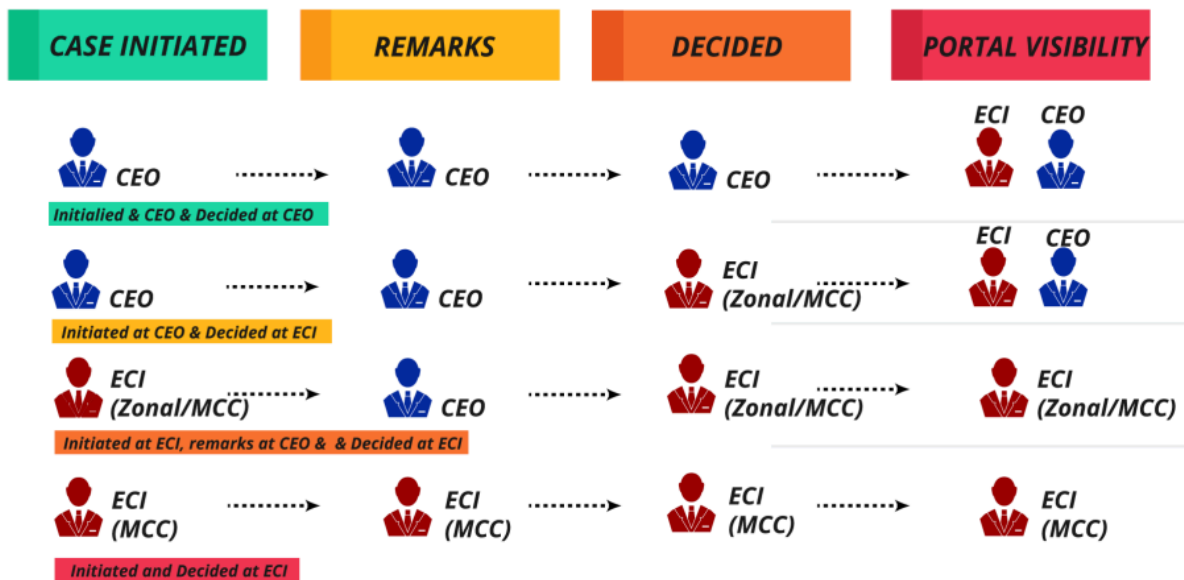 CASE INITIATED
REMARKS
DECIDED
PORTAL VISIBILITY
CEO
CEO
CEO
ECI
CEO
Initialied & CEO & Decided at CEO
CEO
CEO
ECI
(Zonal/MCC)
ECI
CEO
Initiated at CEO & Decided at ECI
ECI
(Zonal/MCC)
CEO
ECI
(Zonal/MCC)
ECI
(Zonal/MCC)
Initiated at ECI, remarks at CEO & & Decided at ECI
ECI
(MCC)
ECI
(MCC)
ECI
(MCC)
ECI
(MCC)
Initiated and Decided at ECI